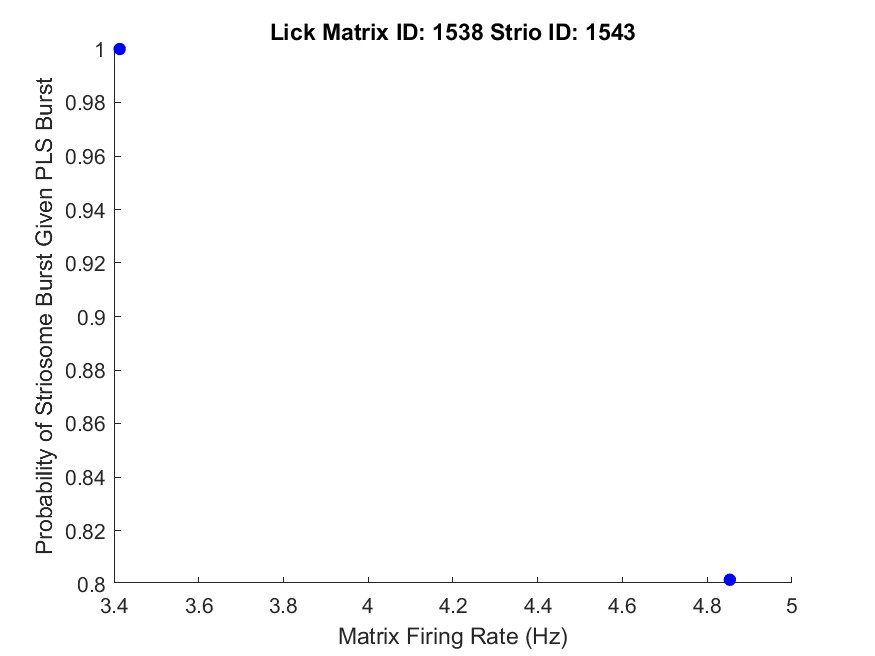 Lick Matrix ID: 1538 Strio ID: 1543
Probability of Striosome Burst Given PLS Burst
1
0.98
0.96
0.94
0.92
0.9
0.88
0.86
0.84
0.82
0.8
3.4 3.6 3.8 4 4.2 4.4 4.6 4.8 5
Matrix Firing Rate (Hz)